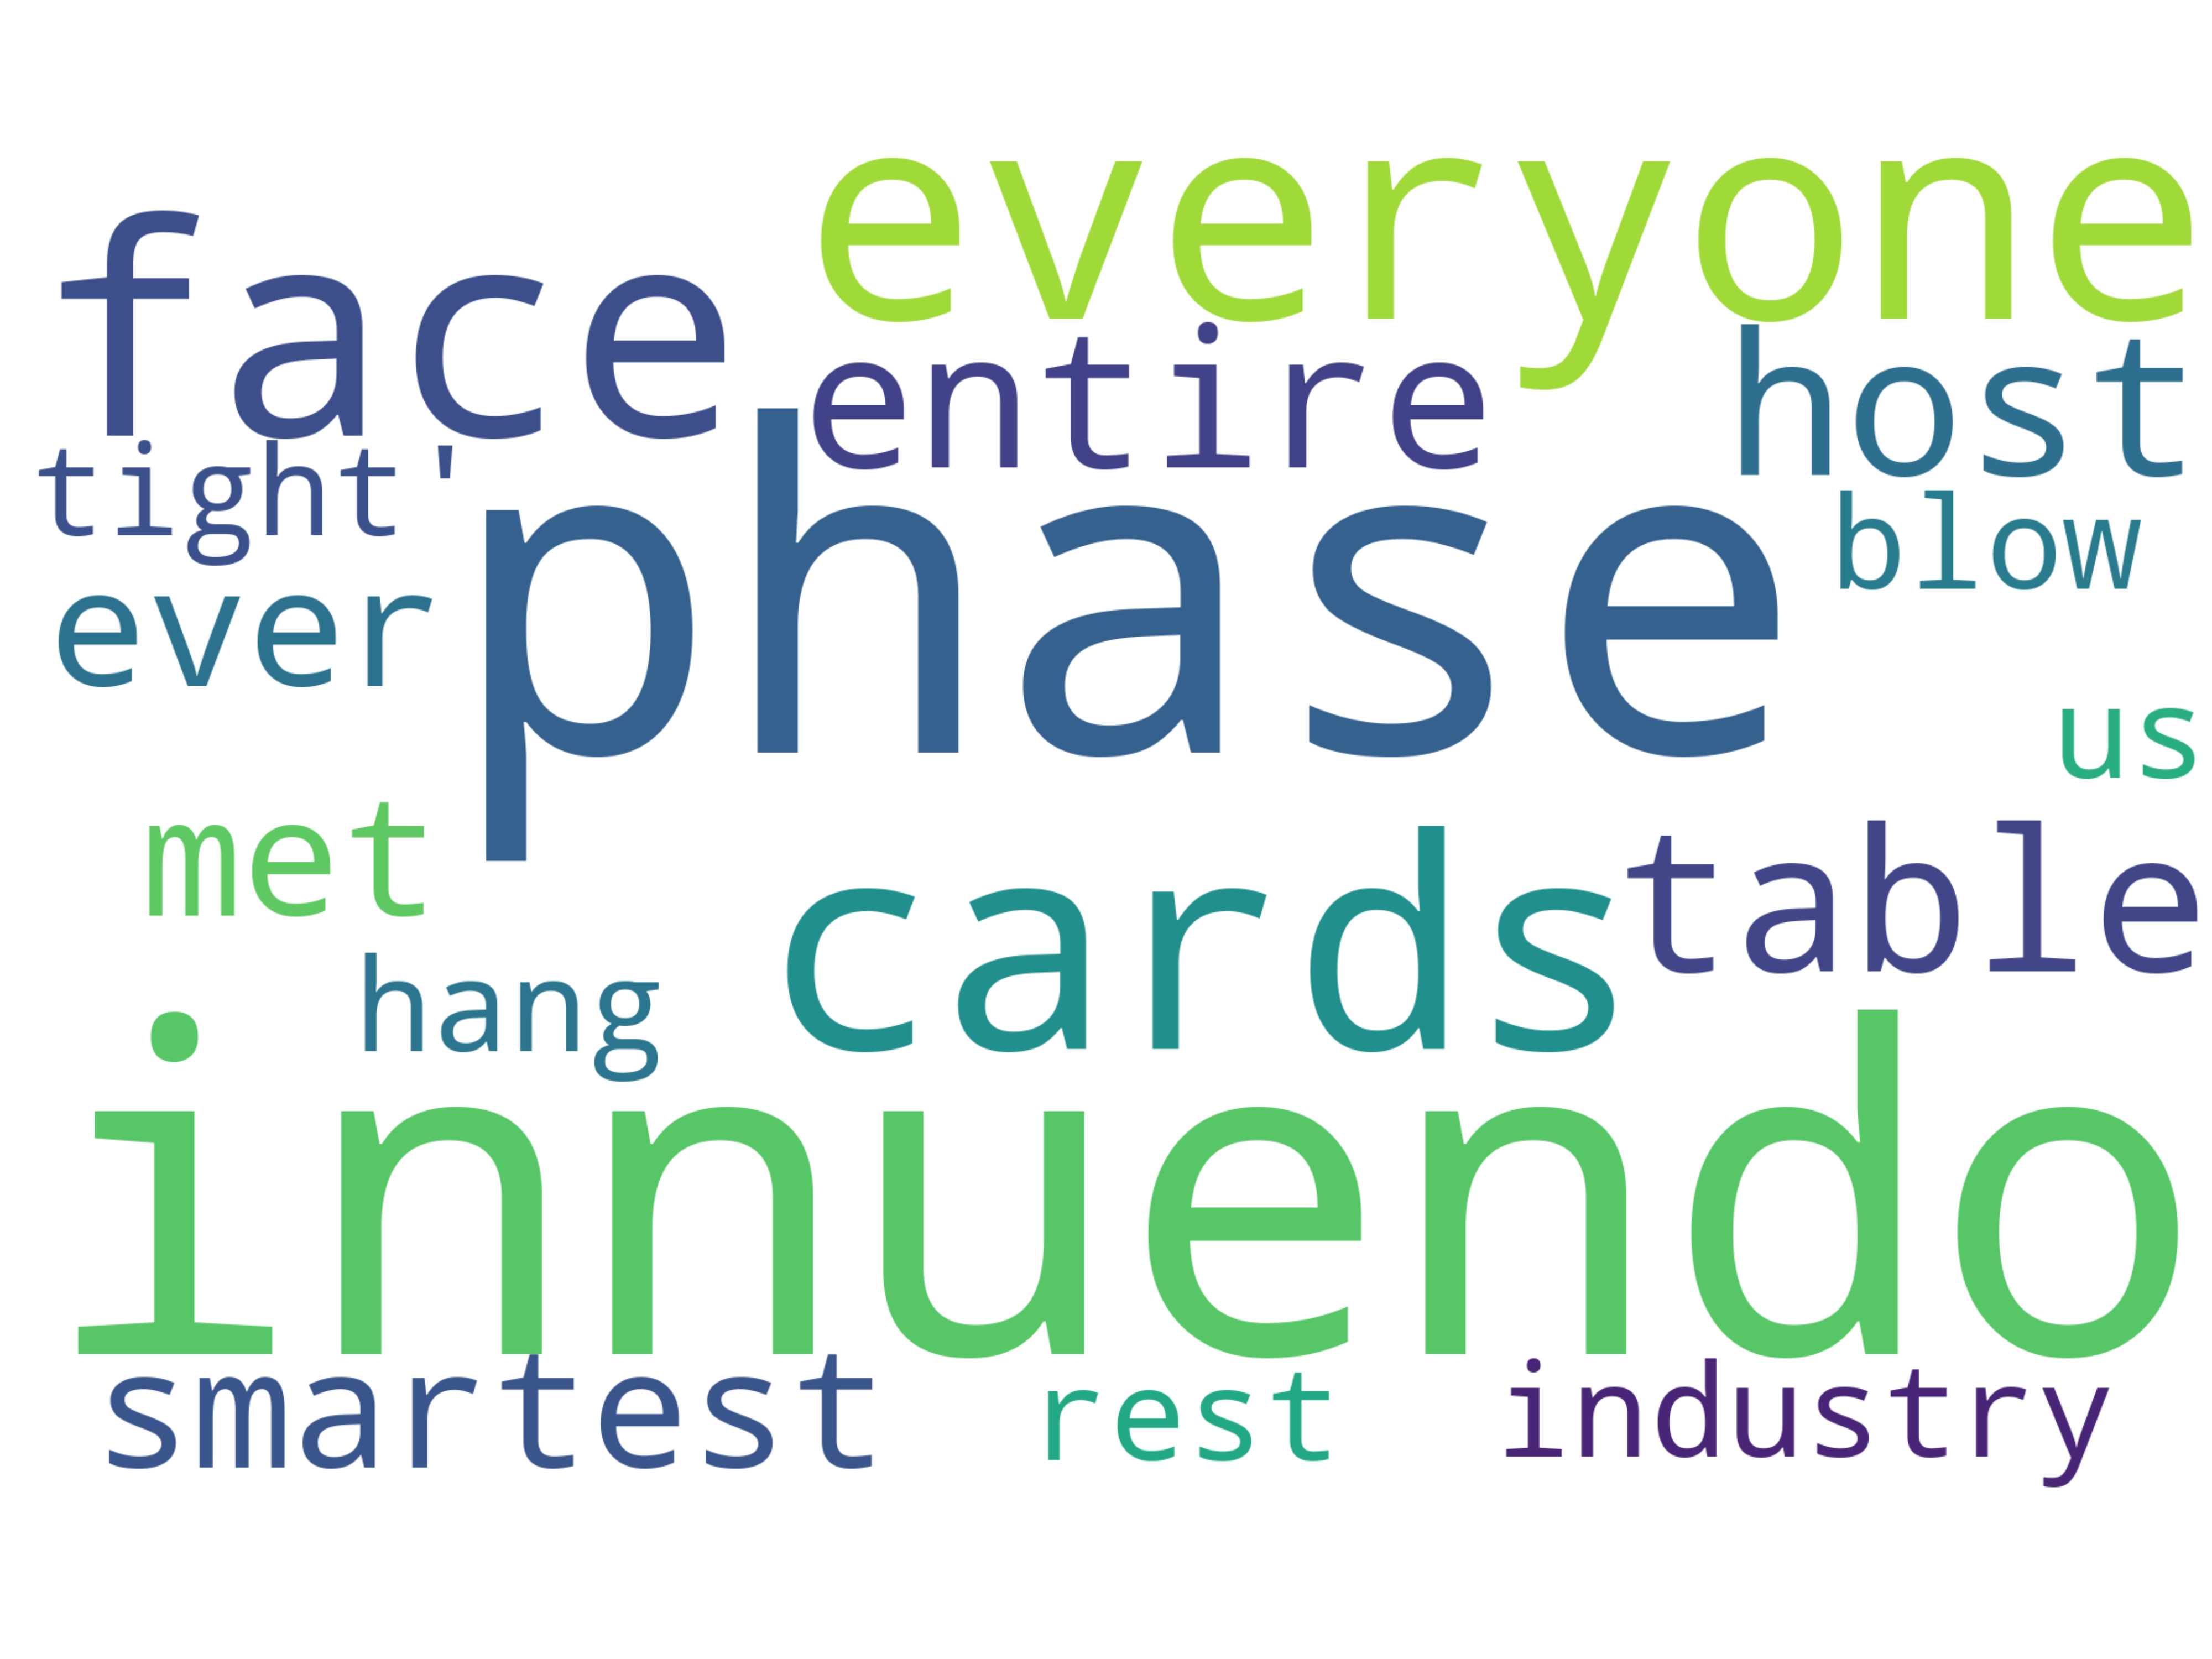 everyone
face
entire
host
tight'
phase
blow
ever
us
met
cards
table
hang
innuendo
smartest
rest
industry